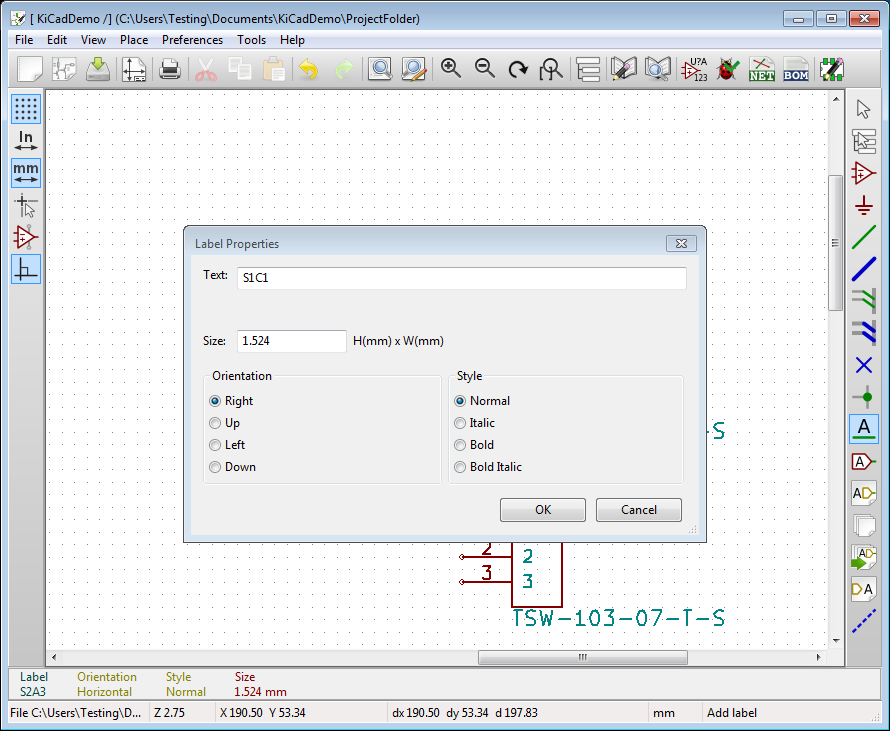 [ KiCadDemo /] (C:\Users\Testing\Documents\KiCadDemo\ProjectFolder)
File Edit View Place Preferences Tools Help
U?A
123
NET
BOM
In
mm
A
A
A
A
A
Label Properties
Text: S1C1
Size: 1.524 H(mm) x W(mm)
Orientation
Right
Up
Left
Down
Style
Normal
Italic
Bold
Bold Italic
OK Cancel
-S
2 2
3 3
TSW-103-07-T-S
Label Orientation Style Size
S2A3 Horizontal Normal 1.524 mm
File C:\Users\Testing\D... Z 2.75 X 190.50 Y 53.34 dx 190.50 dy 53.34 d 197.83 mm Add label